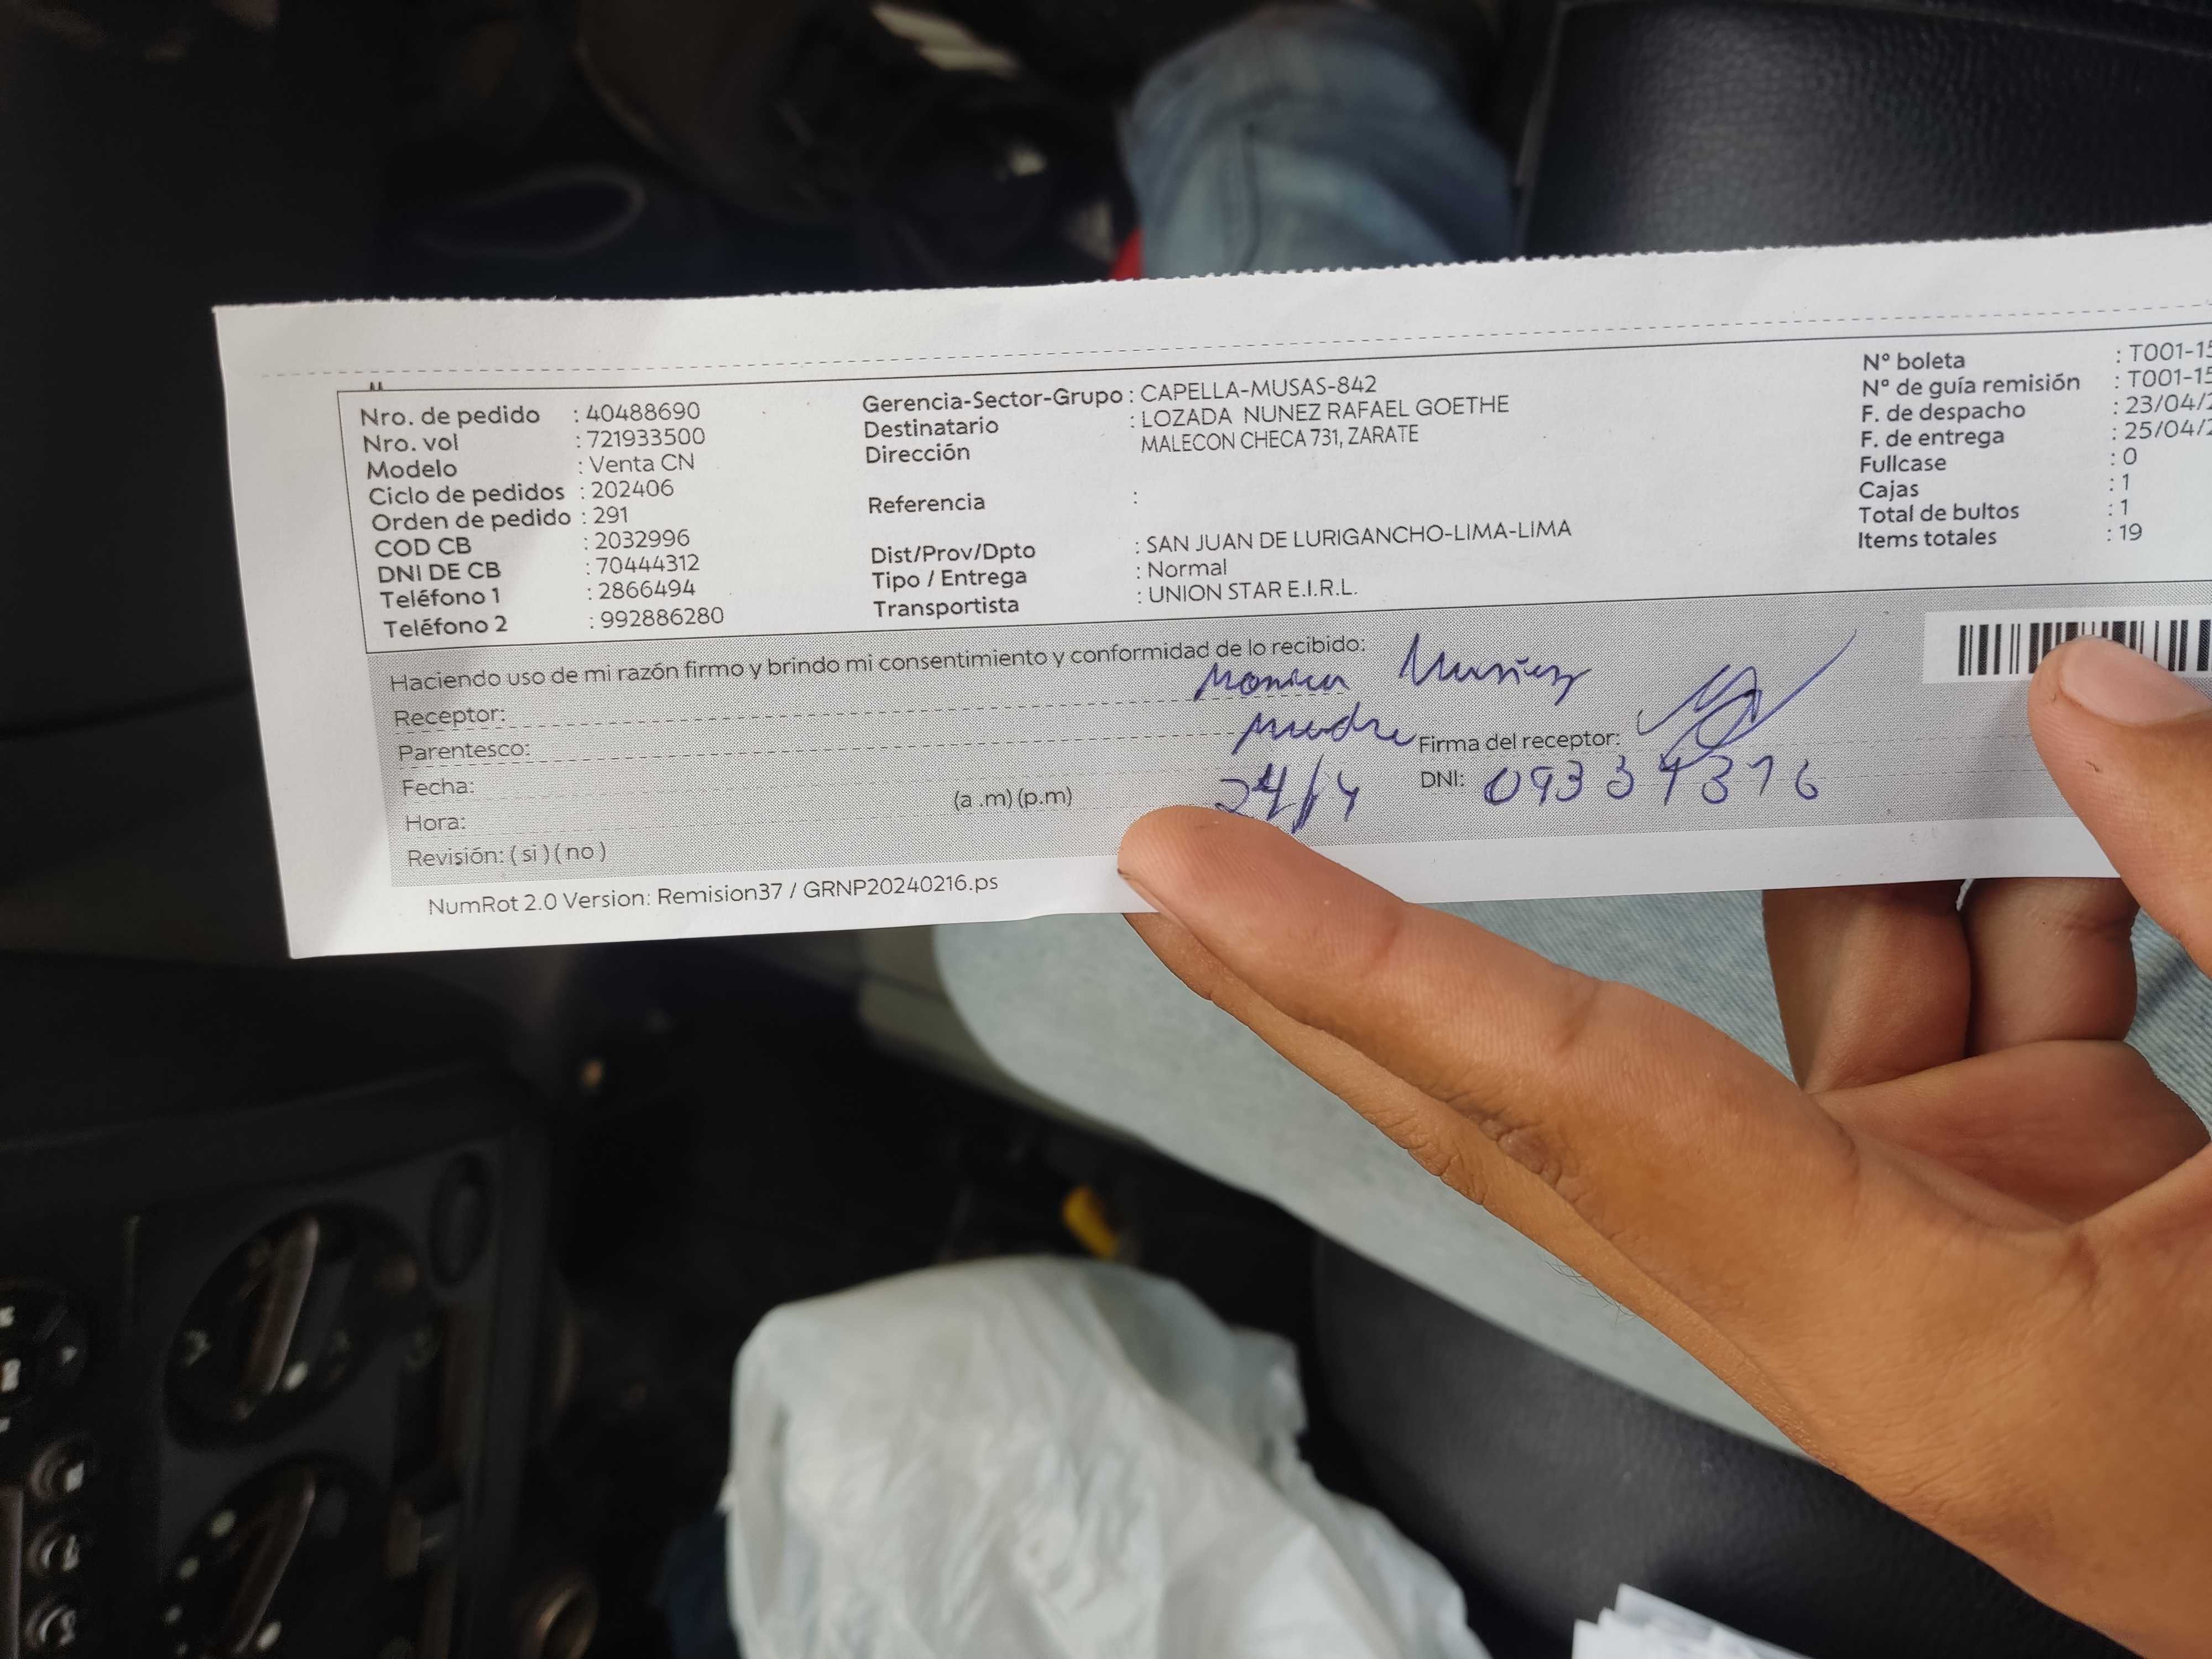 Nro. de pedido : 40488690
Nro. vol : 721933500
Modelo : Venta CN
Ciclo de pedidos : 202406
Orden de pedido : 291
COD CB : 2032996
DNI DE CB : 70444312
Teléfono 1 : 2866494
Teléfono 2 : 992886280
Gerencia-Sector-Grupo : CAPELLA-MUSAS-842
Destinatario : LOZADA NUNEZ RAFAEL GOETHE
Dirección MALECON CHECA 731, ZARATE
Referencia :
Dist/Prov/Dpto : SAN JUAN DE LURIGANCHO-LIMA-LIMA
Tipo / Entrega : Normal
Transportista : UNION STAR E.I.R.L.
N° boleta : T001-15
N° de guía remisión : T001-15
F. de despacho : 23/04/2
F. de entrega : 25/04/2
Fullcase : 0
Cajas : 1
Total de bultos : 1
Items totales : 19
Haciendo uso de mi razón firmo y brindo mi consentimiento y conformidad de lo recibido:
Receptor: Monica Muñez
Parentesco: Madre Firma del receptor:
Fecha: 24/4 DNI:
Hora: (a .m) (p.m)
Revisión: ( si ) ( no )
NumRot 2.0 Version: Remision37 / GRNP20240216.ps